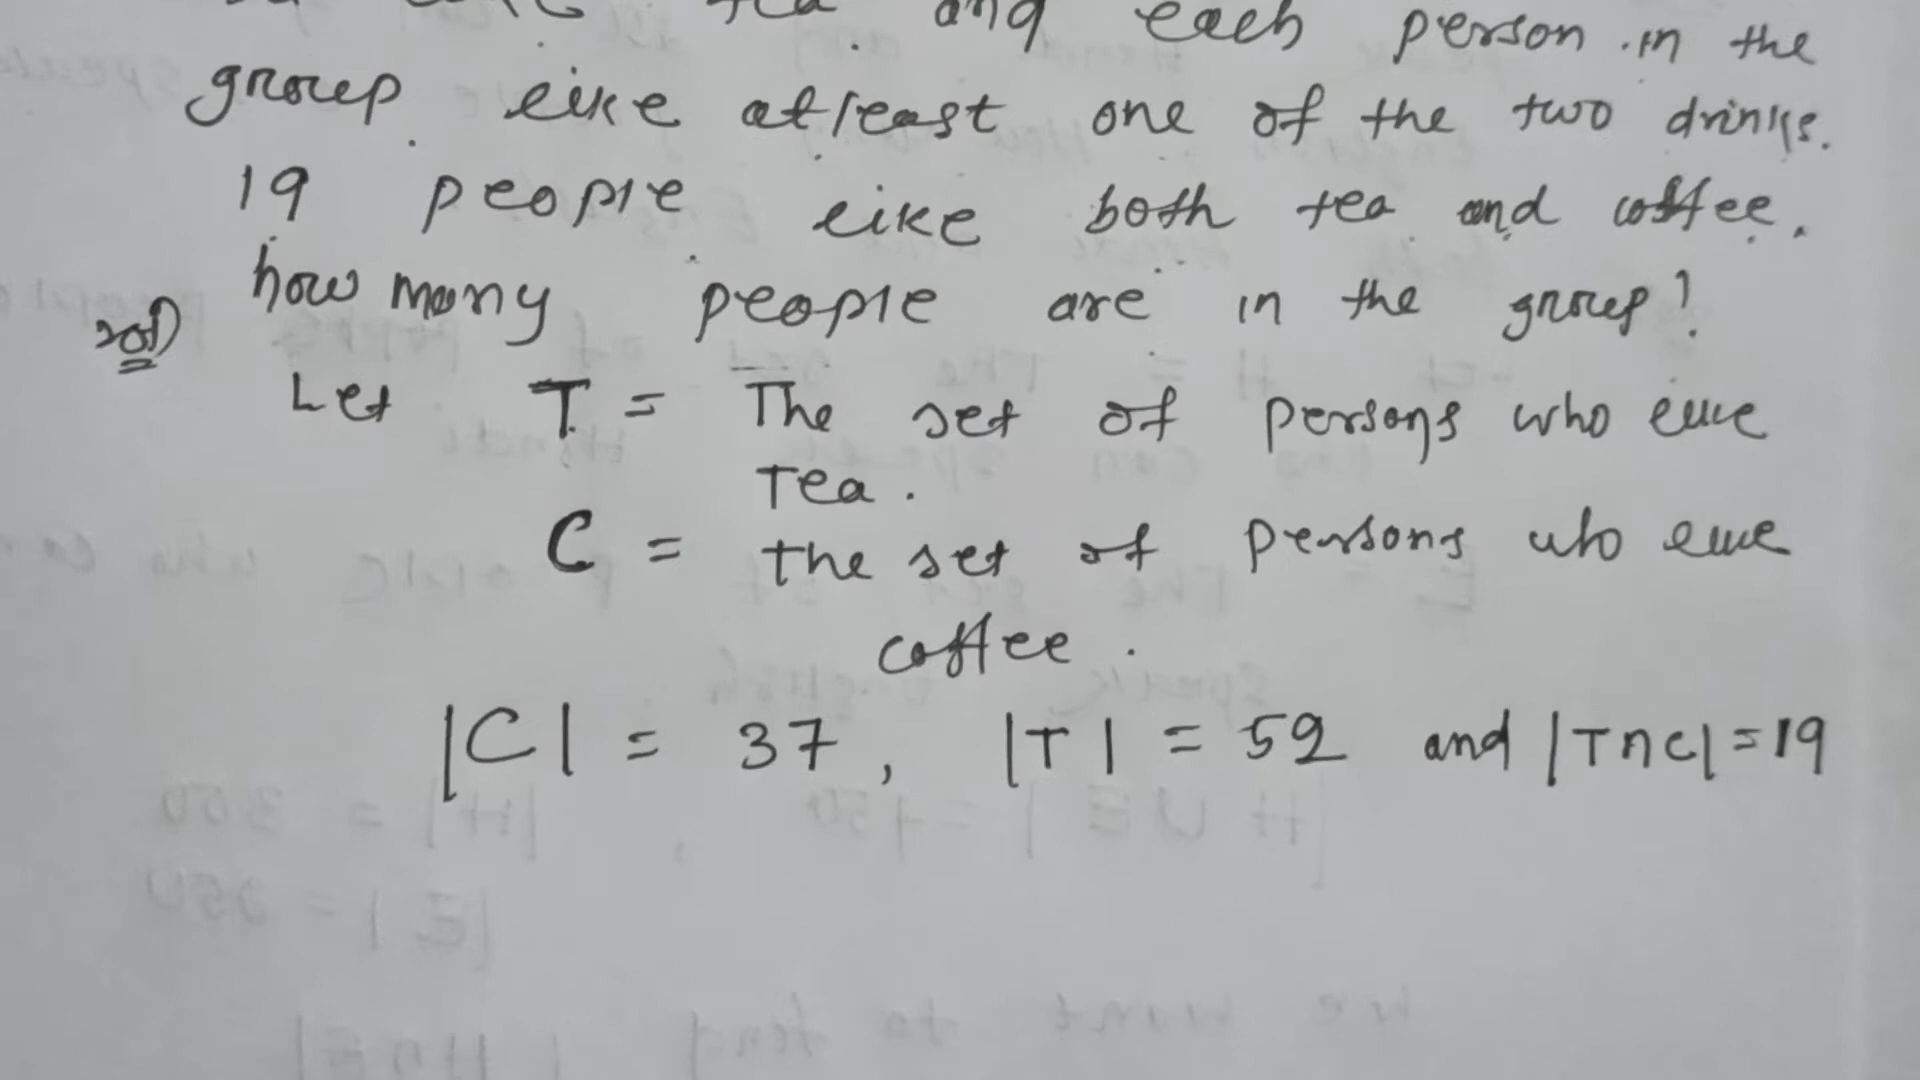 tea and each person in the
group like atleast one of the two drinks.
19 people like both tea and coffee.
how many people are in the group?
sol)
Let T = The set of persons who like
Tea.
C = the set of persons who like
coffee.
|C| = 37, |T| = 52 and |T∩C| = 19